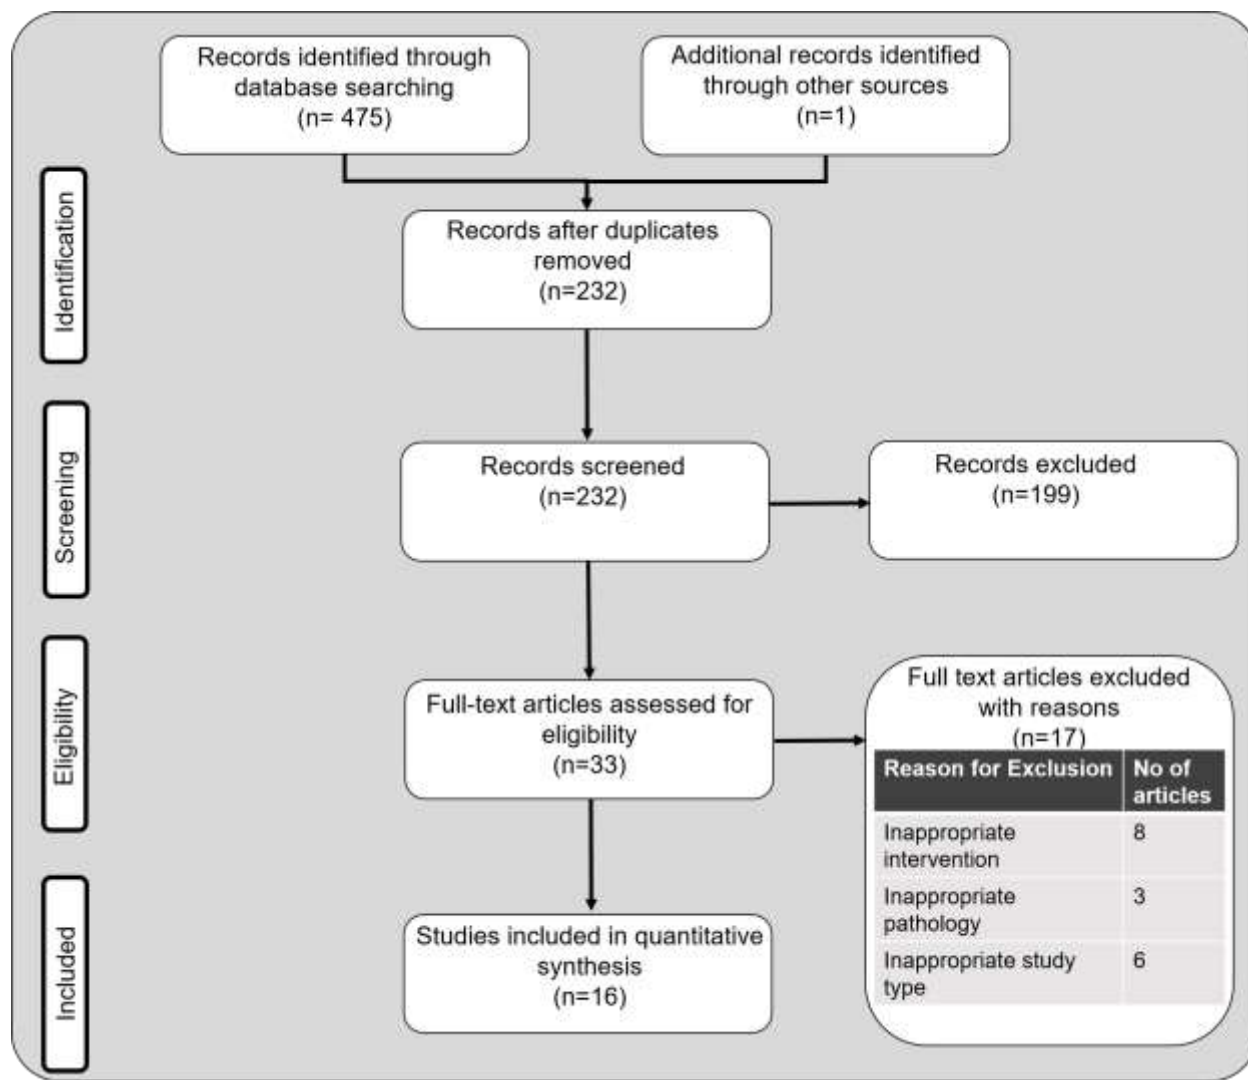 Records identified through
database searching
(n= 475)
Additional records identified
through other sources
(n=1)
Identification
Records after duplicates
removed
(n=232)
Screening
Records screened
(n=232)
Records excluded
(n=199)
Eligibility
Full-text articles assessed for
eligibility
(n=33)
Full text articles excluded
with reasons
(n=17)
Reason for Exclusion
No of
articles
Inappropriate
intervention
8
Inappropriate
pathology
3
Inappropriate study
type
6
Included
Studies included in quantitative
synthesis
(n=16)